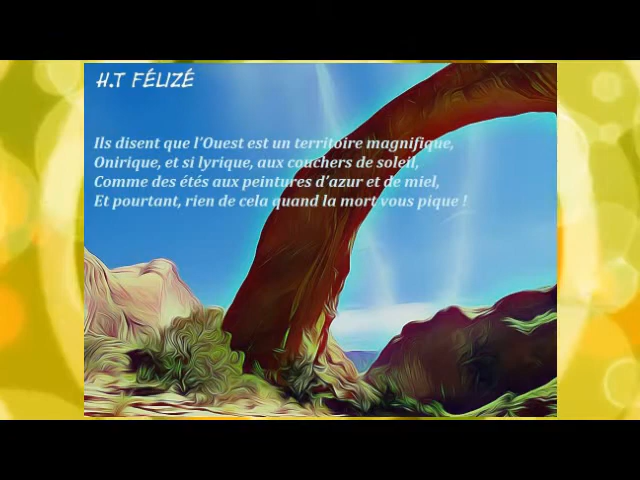 H.T FÉLIZÉ
Ils disent que l’Ouest est un territoire magnifique,
Onirique, et si lyrique, aux couchers de soleil,
Comme des étés aux peintures d’azur et de miel,
Et pourtant, rien de cela quand la mort vous pique !